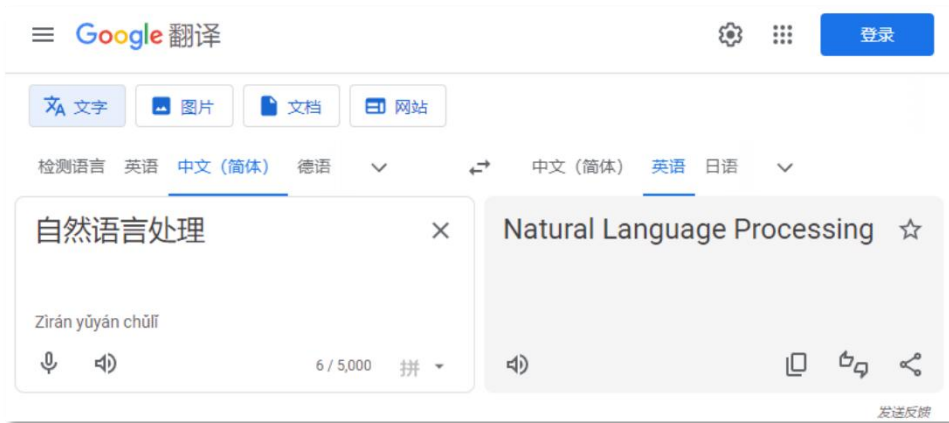 Google 翻译
登录
文字 图片 文档 网站
检测语言 英语 中文（简体） 德语 中文（简体） 英语 日语
自然语言处理 Natural Language Processing
Zìrán yǔyán chǔlǐ
6 / 5,000 拼
发送反馈